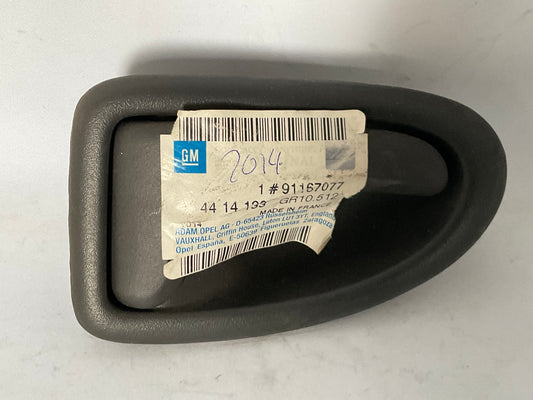 GM
2014
1 # 91167077
44 14 193 GR10.512
MADE IN FRANCE
2014
ADAM OPEL AG - D-65423 Rüsselsheim
VAUXHALL, Griffin House, Luton LU1 3YT, England
Opel España, E-50639 Figueruelas Zaragoza